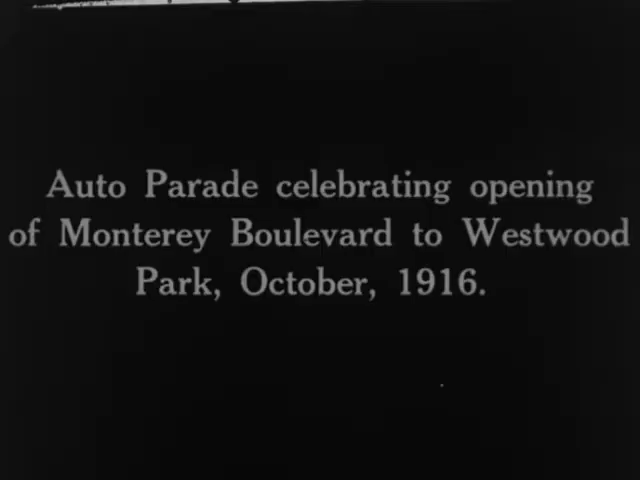 Auto Parade celebrating opening
of Monterey Boulevard to Westwood
Park, October, 1916.